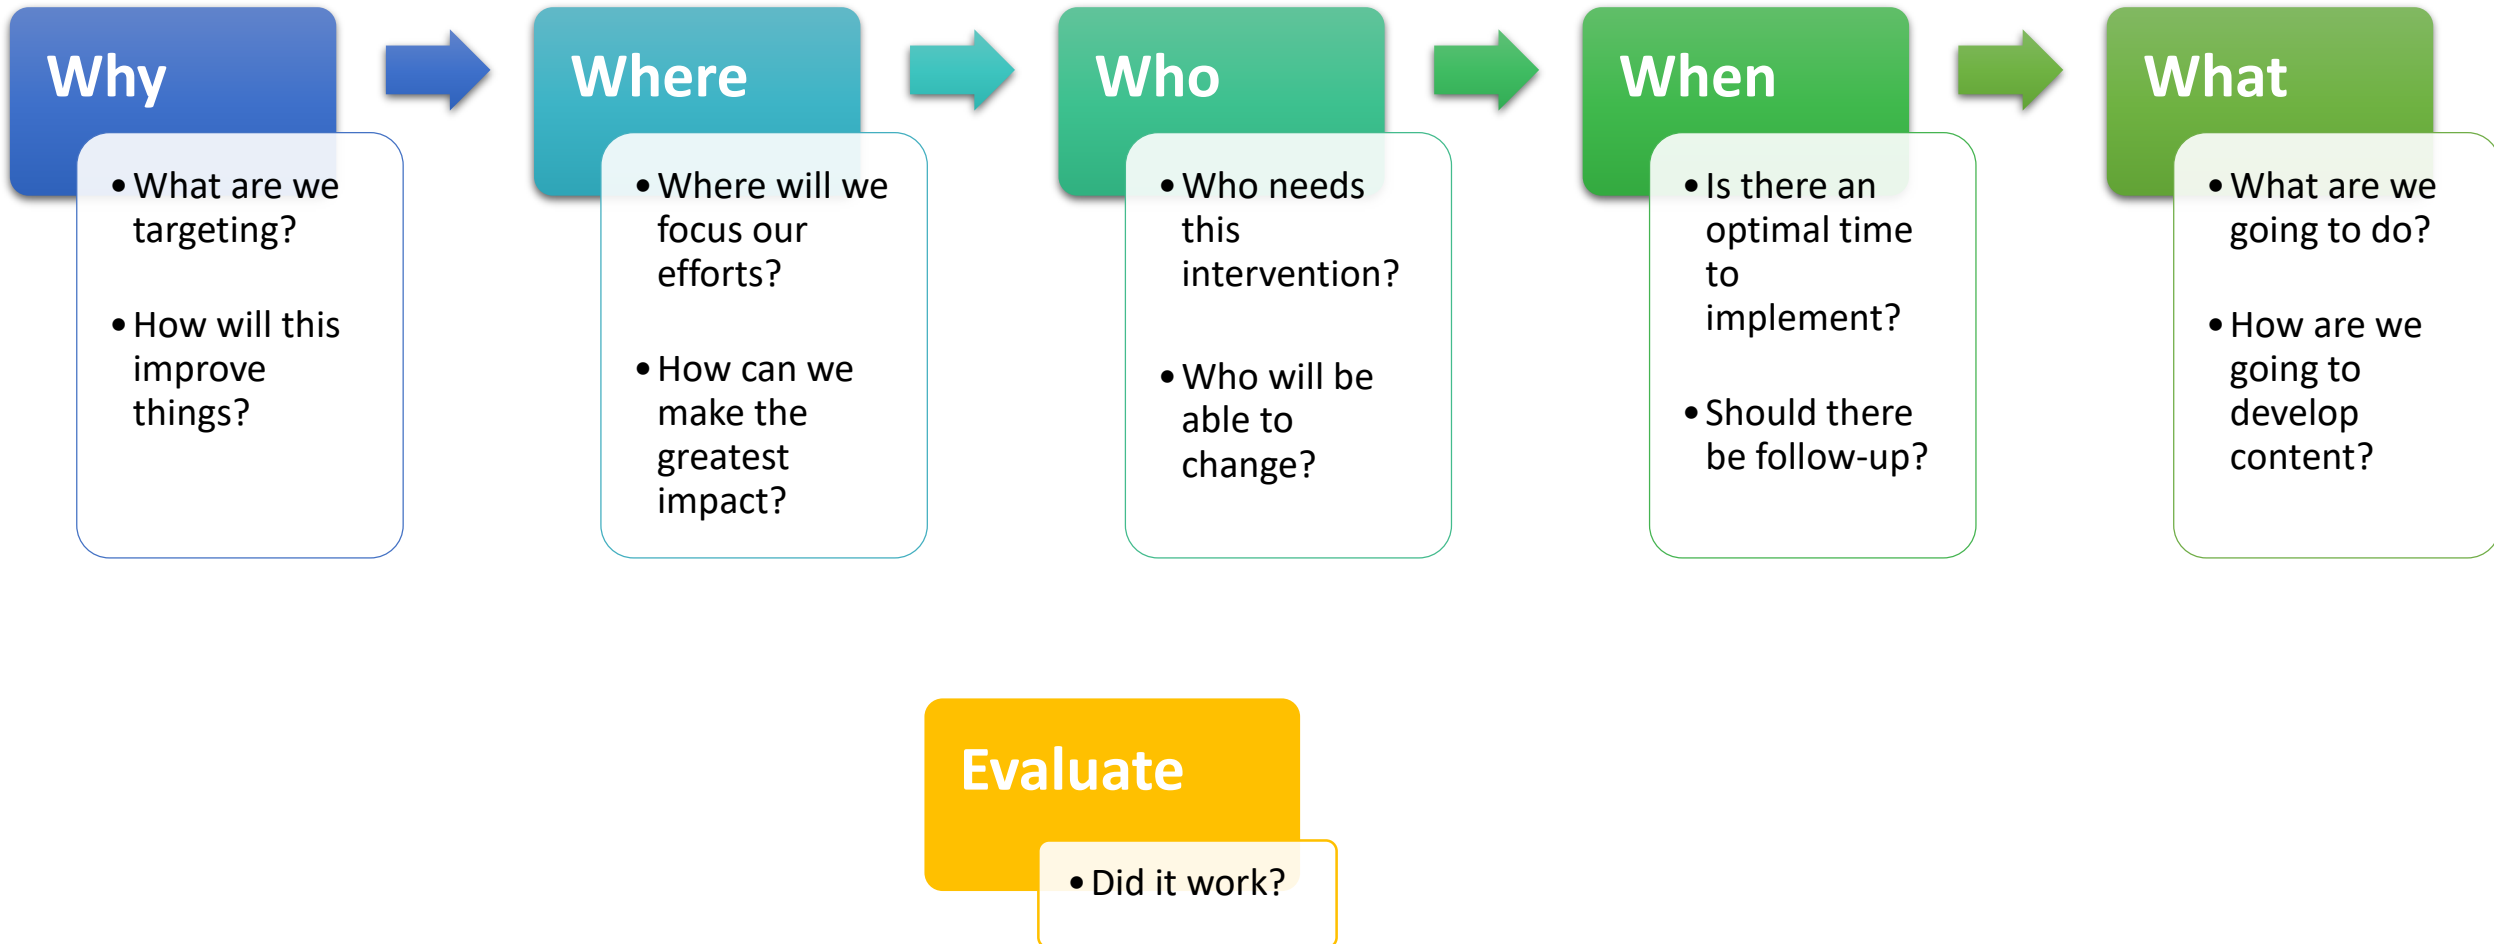 Why
• What are we
targeting?
• How will this
improve
things?
Where
• Where will we
focus our
efforts?
• How can we
make the
greatest
impact?
Who
• Who needs
this
intervention?
• Who will be
able to
change?
When
• Is there an
optimal time
to
implement?
• Should there
be follow-up?
What
• What are we
going to do?
• How are we
going to
develop
content?
Evaluate
• Did it work?